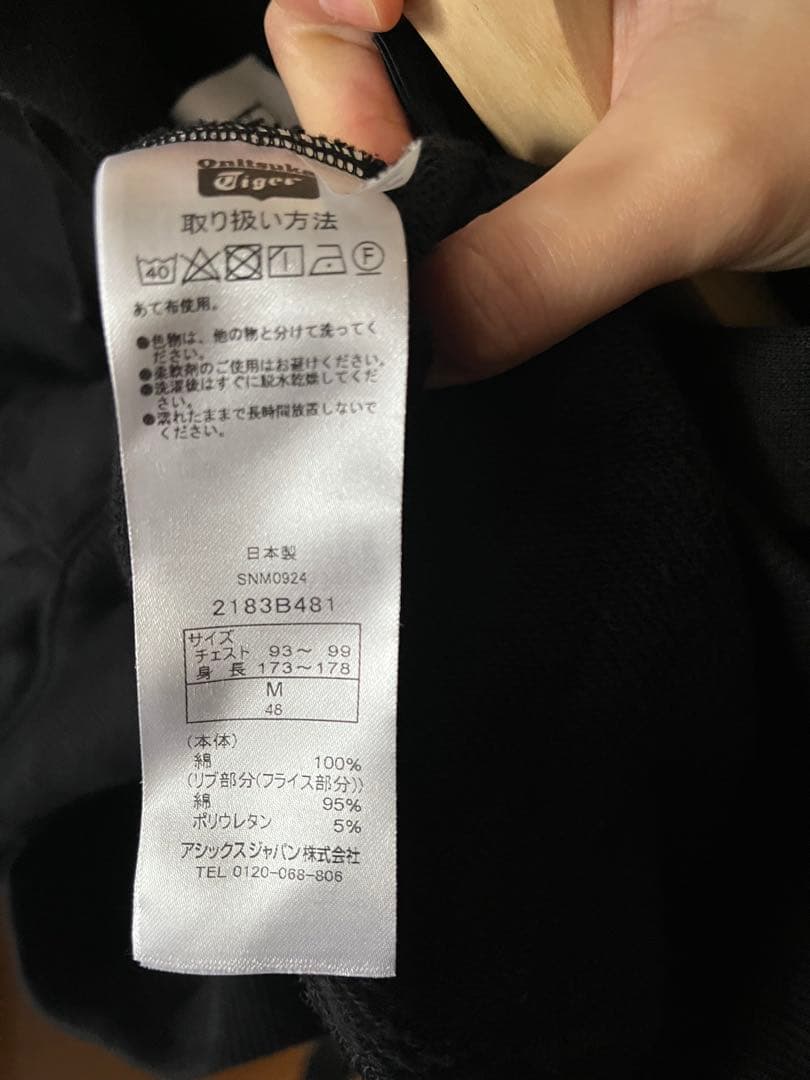 Onitsuka
Tiger
取り扱い方法
40
F
あて布使用。
●色物は、他の物と分けて洗ってく
ださい。
●柔軟剤のご使用はお避けください。
●洗濯後はすぐに脱水乾燥してくだ
さい。
●濡れたままで長時間放置しないで
ください。
日本製
SNM0924
2183B481
サイズ
チェスト 93～ 99
身 長 173～178
M
48
(本体)
綿 100%
(リブ部分(フライス部分))
綿 95%
ポリウレタン 5%
アシックスジャパン株式会社
TEL 0120-068-806